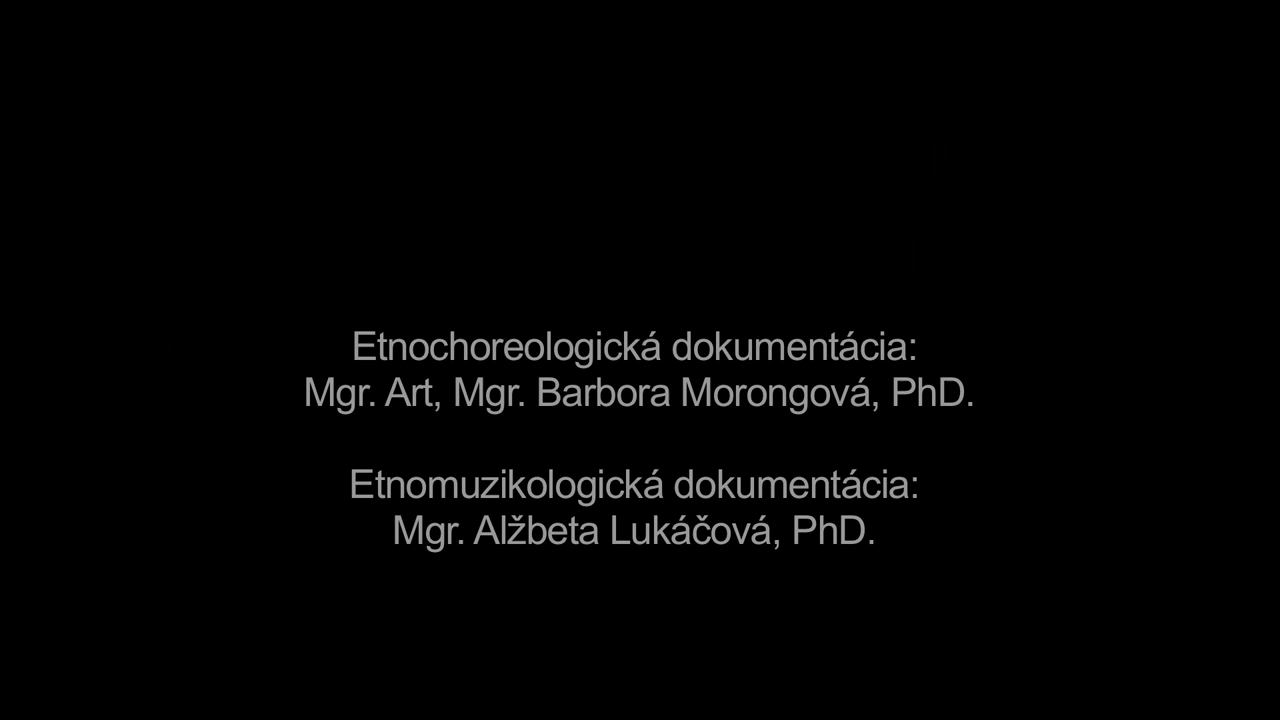 Etnochoreologická dokumentácia:
Mgr. Art, Mgr. Barbora Morongová, PhD.
Etnomuzikologická dokumentácia:
Mgr. Alžbeta Lukáčová, PhD.